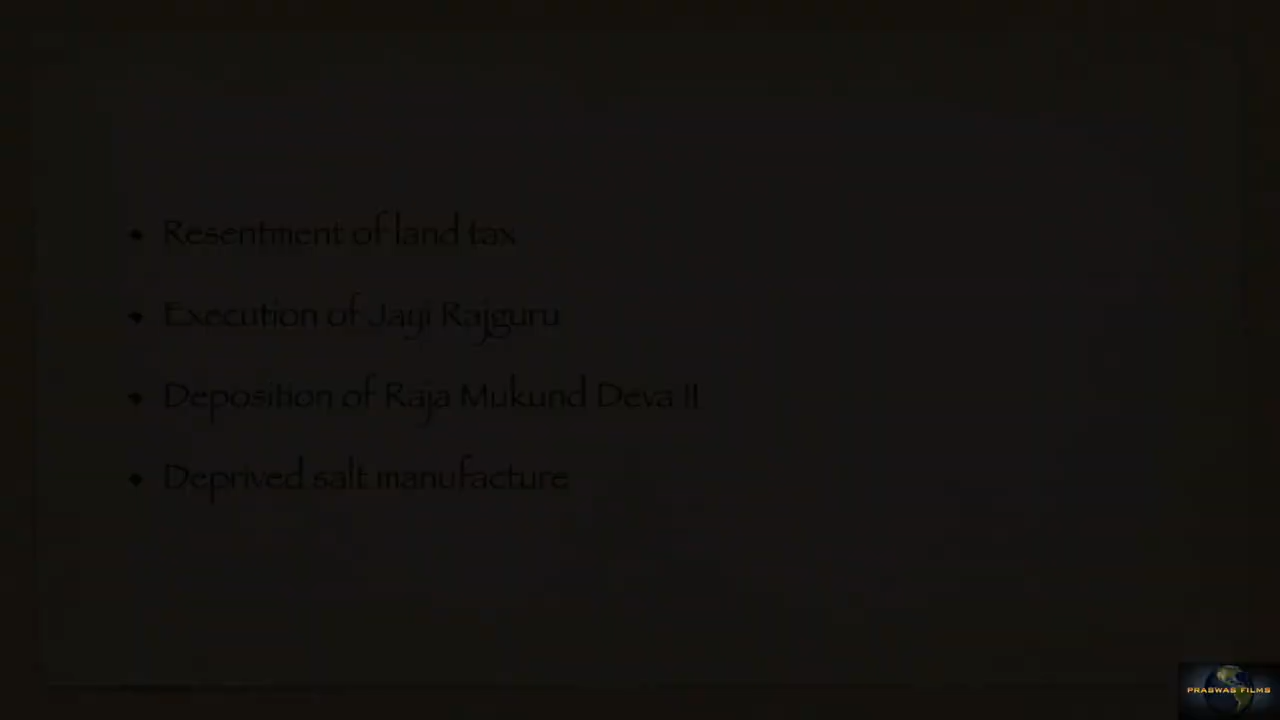 • Resentment of land tax
• Execution of Jayi Rajguru
• Deposition of Raja Mukund Deva II
• Deprived salt manufacture
PRASWAS FILMS